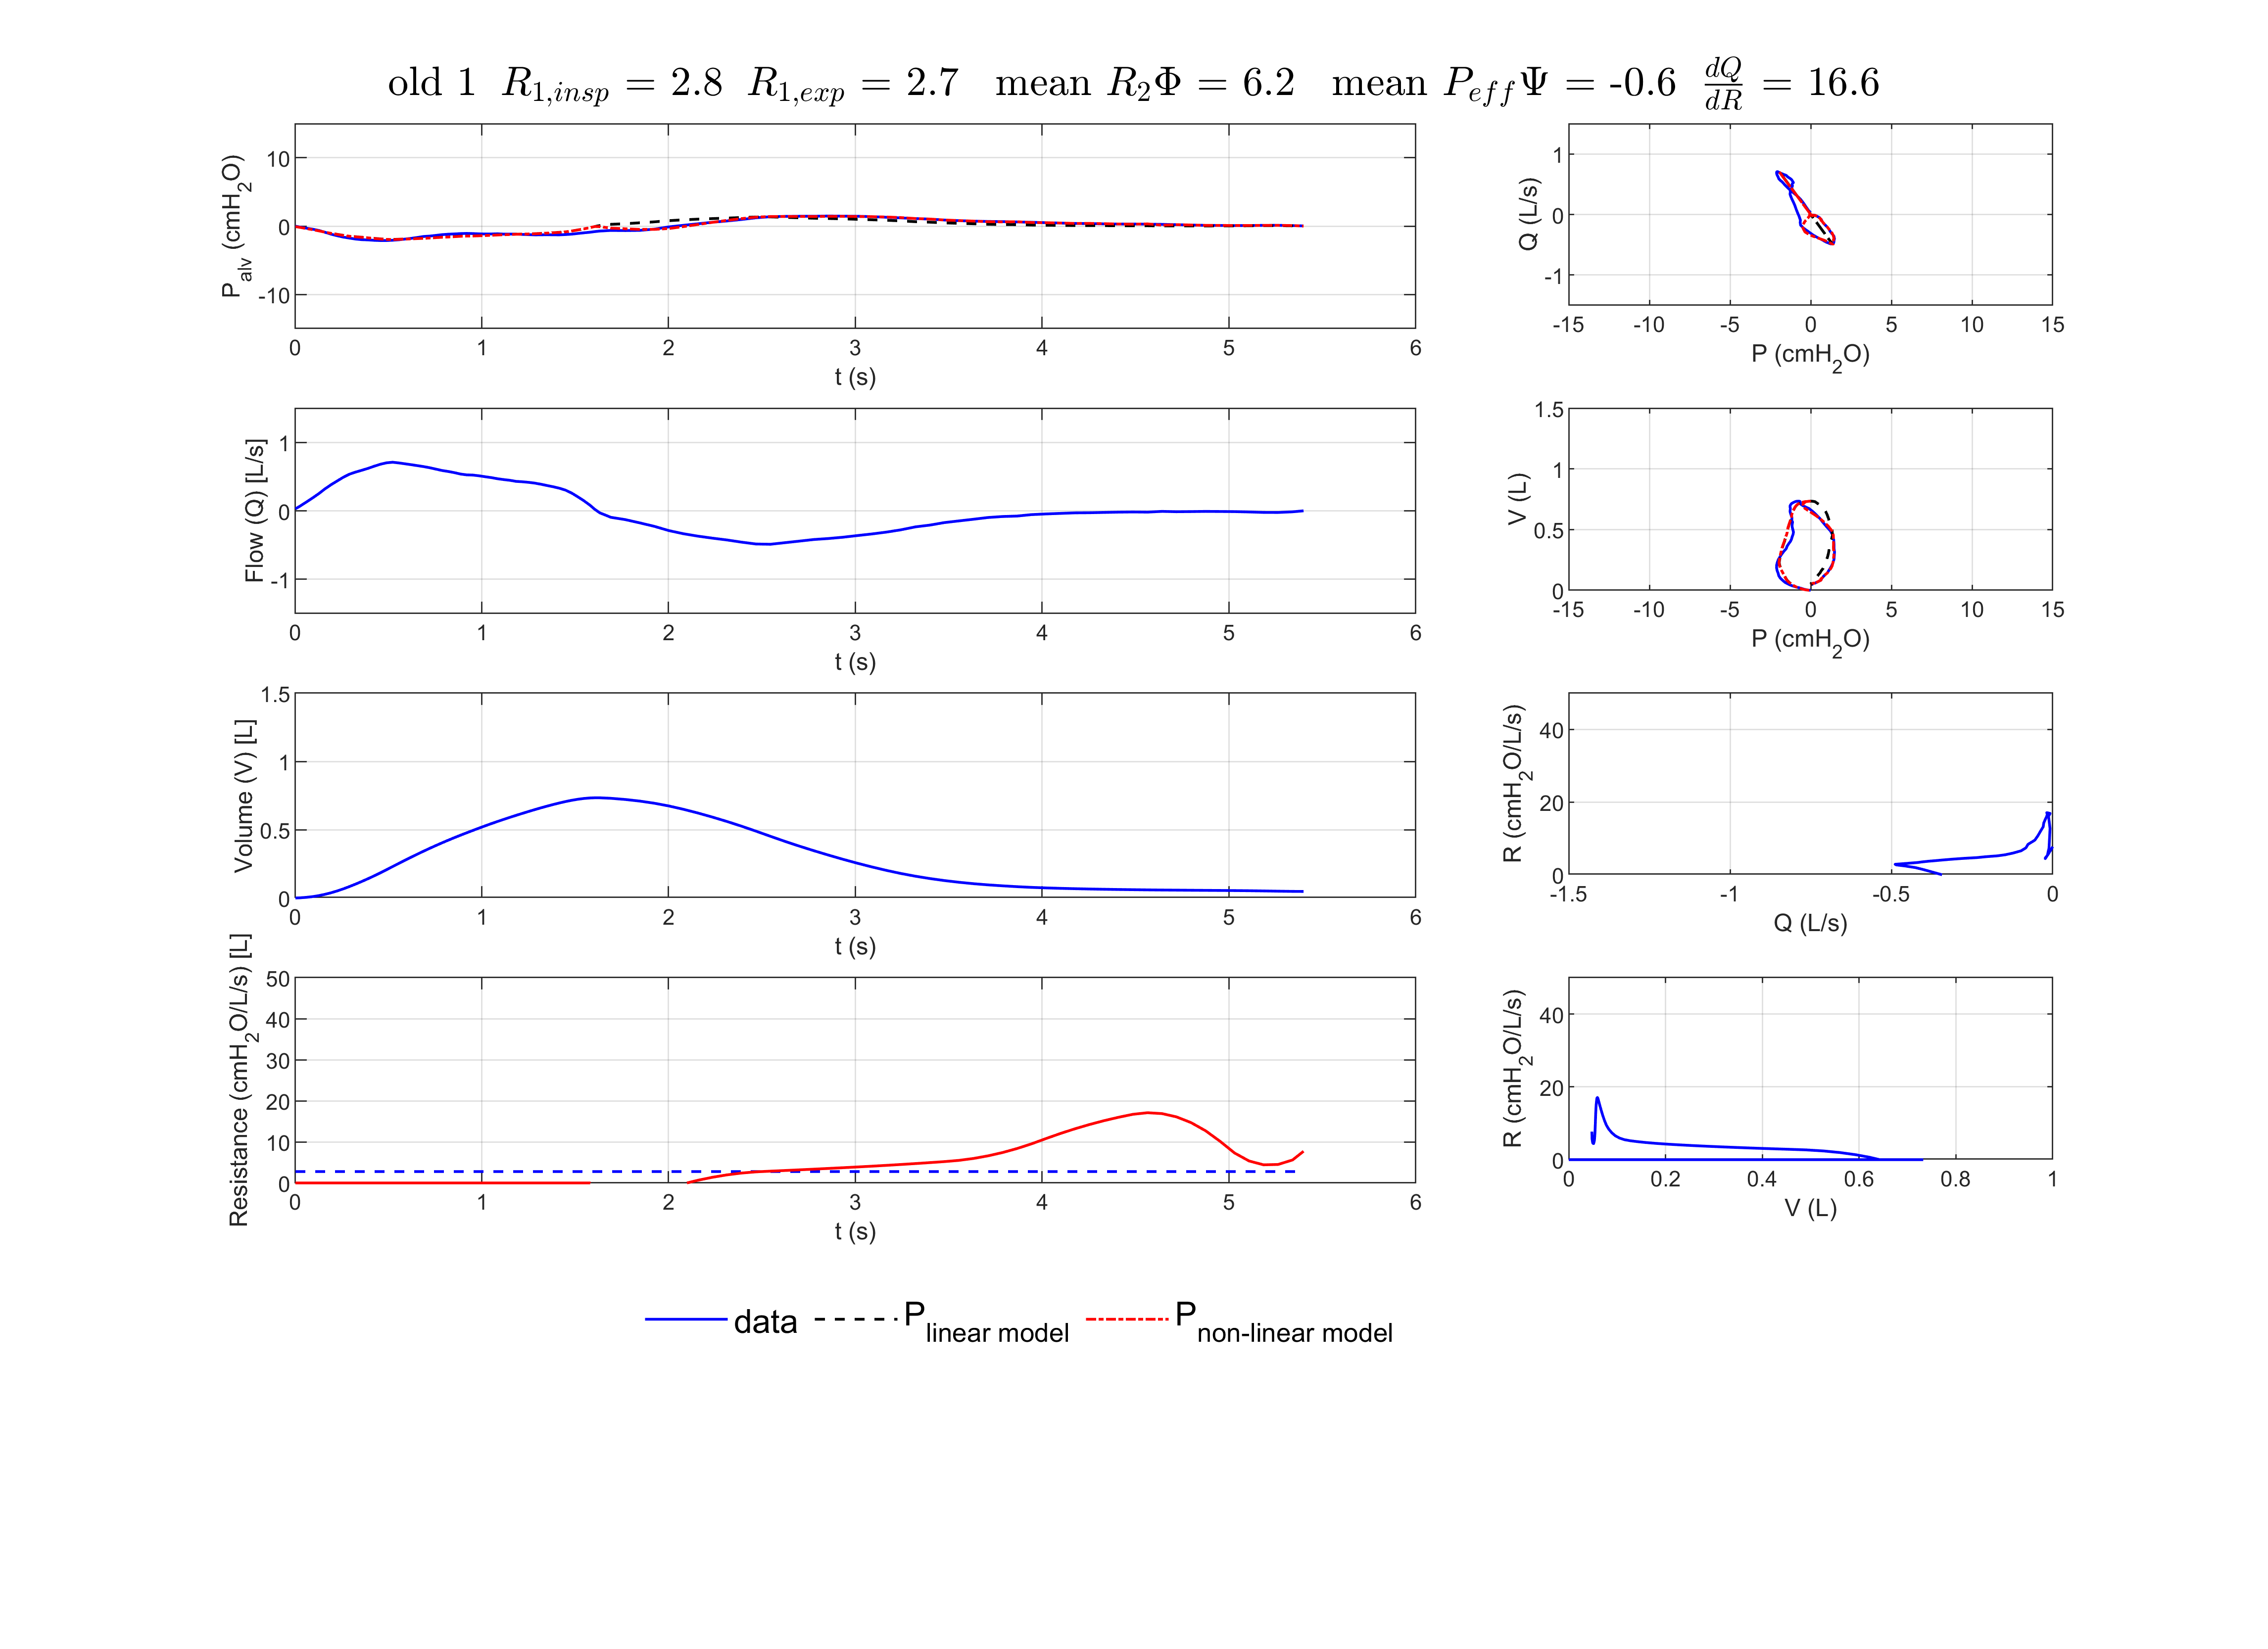 old 1 R1,insp = 2.8 R1,exp = 2.7 mean R2Φ = 6.2 mean PeffΨ = -0.6 dQ/dR = 16.6
10
0
-10
Palv (cmH2O)
0 1 2 3 4 5 6
t (s)
1
0
-1
Q (L/s)
-15 -10 -5 0 5 10 15
P (cmH2O)
1
0
-1
Flow (Q) [L/s]
0 1 2 3 4 5 6
t (s)
1.5
1
0.5
0
V (L)
-15 -10 -5 0 5 10 15
P (cmH2O)
1.5
1
0.5
0
Volume (V) [L]
0 1 2 3 4 5 6
t (s)
40
20
0
R (cmH2O/L/s)
-1.5 -1 -0.5 0
Q (L/s)
50
40
30
20
10
0
Resistance (cmH2O/L/s) [L]
0 1 2 3 4 5 6
t (s)
40
20
0
R (cmH2O/L/s)
0 0.2 0.4 0.6 0.8 1
V (L)
data Plinear model Pnon-linear model